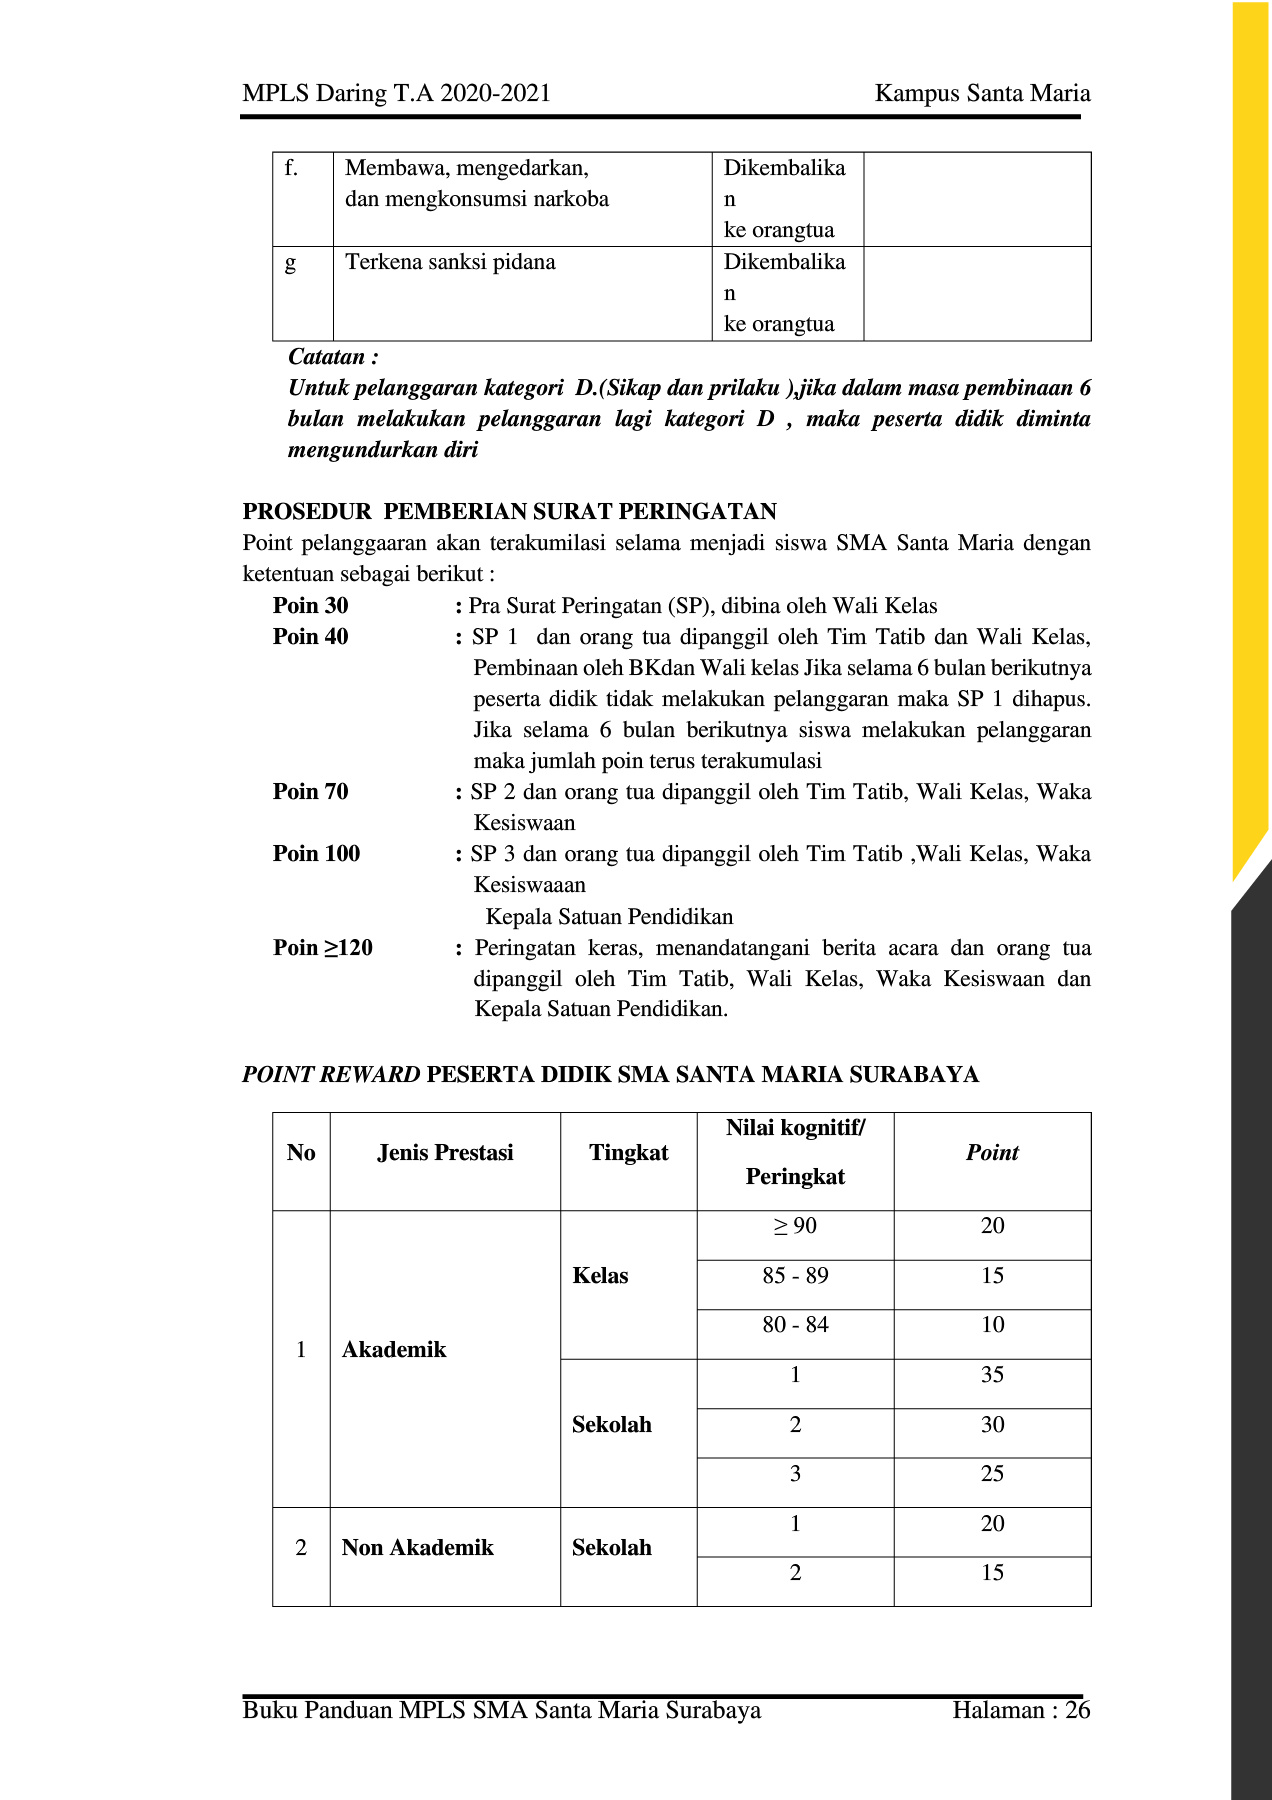 MPLS Daring T.A 2020-2021 Kampus Santa Maria
f. Membawa, mengedarkan, Dikembalika
dan mengkonsumsi narkoba n
ke orangtua
g Terkena sanksi pidana Dikembalika
n
ke orangtua
Catatan :
Untuk pelanggaran kategori D.(Sikap dan prilaku ),jika dalam masa pembinaan 6
bulan melakukan pelanggaran lagi kategori D , maka peserta didik diminta
mengundurkan diri
PROSEDUR PEMBERIAN SURAT PERINGATAN
Point pelanggaaran akan terakumilasi selama menjadi siswa SMA Santa Maria dengan
ketentuan sebagai berikut :
Poin 30 : Pra Surat Peringatan (SP), dibina oleh Wali Kelas
Poin 40 : SP 1 dan orang tua dipanggil oleh Tim Tatib dan Wali Kelas,
Pembinaan oleh BKdan Wali kelas Jika selama 6 bulan berikutnya
peserta didik tidak melakukan pelanggaran maka SP 1 dihapus.
Jika selama 6 bulan berikutnya siswa melakukan pelanggaran
maka jumlah poin terus terakumulasi
Poin 70 : SP 2 dan orang tua dipanggil oleh Tim Tatib, Wali Kelas, Waka
Kesiswaan
Poin 100 : SP 3 dan orang tua dipanggil oleh Tim Tatib ,Wali Kelas, Waka
Kesiswaaan
Kepala Satuan Pendidikan
Poin ≥120 : Peringatan keras, menandatangani berita acara dan orang tua
dipanggil oleh Tim Tatib, Wali Kelas, Waka Kesiswaan dan
Kepala Satuan Pendidikan.
POINT REWARD PESERTA DIDIK SMA SANTA MARIA SURABAYA
No Jenis Prestasi Tingkat Nilai kognitif/ Point
Peringkat
≥ 90 20
Kelas 85 - 89 15
80 - 84 10
1 Akademik
1 35
Sekolah 2 30
3 25
1 20
2 Non Akademik Sekolah
2 15
Buku Panduan MPLS SMA Santa Maria Surabaya Halaman : 26